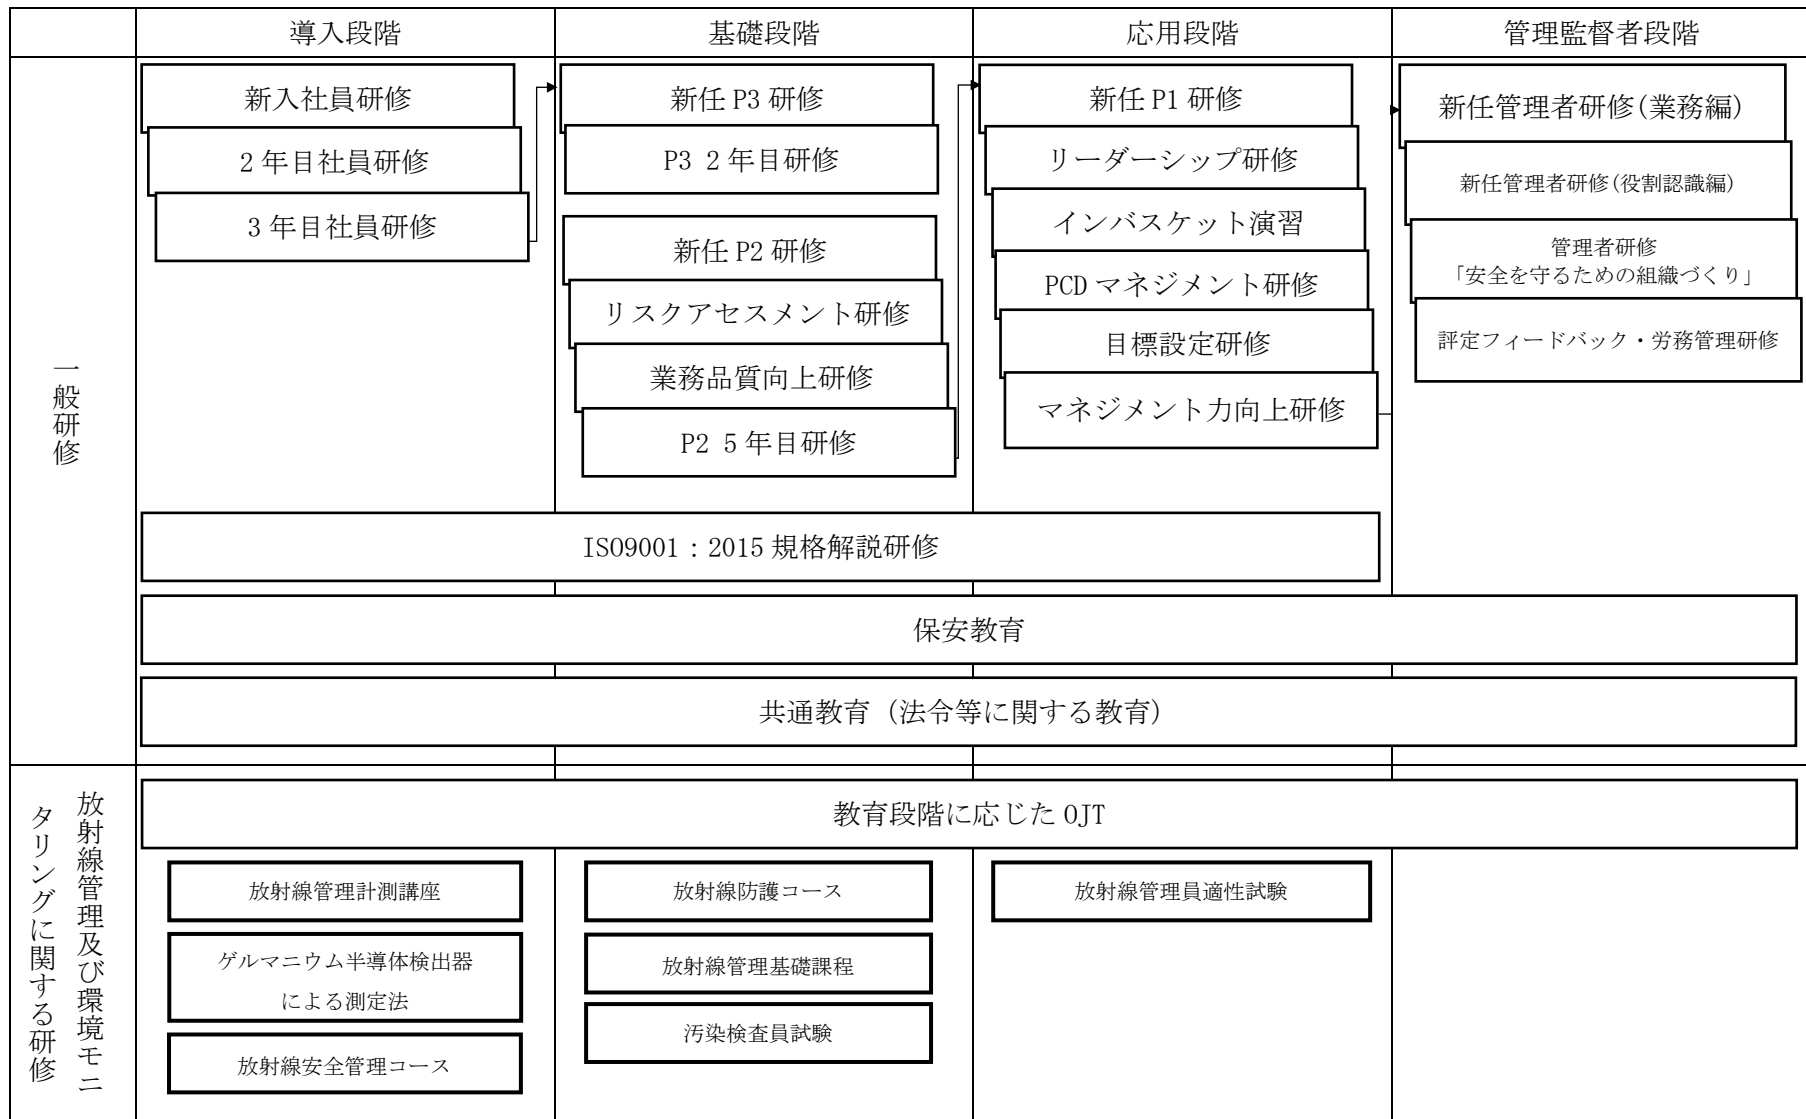 導入段階
基礎段階
応用段階
管理監督者段階
一般研修
新入社員研修
2年目社員研修
3年目社員研修
新任 P3 研修
P3 2年目研修
新任 P2 研修
リスクアセスメント研修
業務品質向上研修
P2 5年目研修
新任 P1 研修
リーダーシップ研修
インバスケット演習
PCD マネジメント研修
目標設定研修
マネジメント力向上研修
新任管理者研修(業務編)
新任管理者研修(役割認識編)
管理者研修
「安全を守るための組織づくり」
評定フィードバック・労務管理研修
ISO9001：2015 規格解説研修
保安教育
共通教育（法令等に関する教育）
放射線管理及び環境モニ
タリングに関する研修
教育段階に応じた OJT
放射線管理計測講座
ゲルマニウム半導体検出器
による測定法
放射線安全管理コース
放射線防護コース
放射線管理基礎課程
汚染検査員試験
放射線管理員適性試験